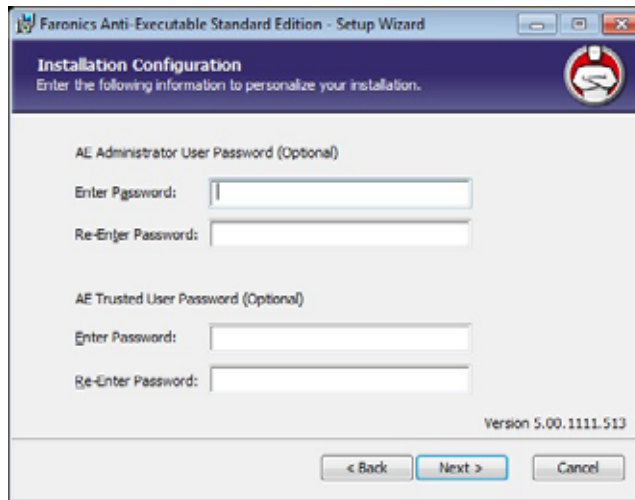 Faronics Anti-Executable Standard Edition - Setup Wizard
Installation Configuration
Enter the following information to personalize your installation.
AE Administrator User Password (Optional)
Enter Password:
Re-Enter Password:
AE Trusted User Password (Optional)
Enter Password:
Re-Enter Password:
Version 5.00.1111.513
< Back Next > Cancel